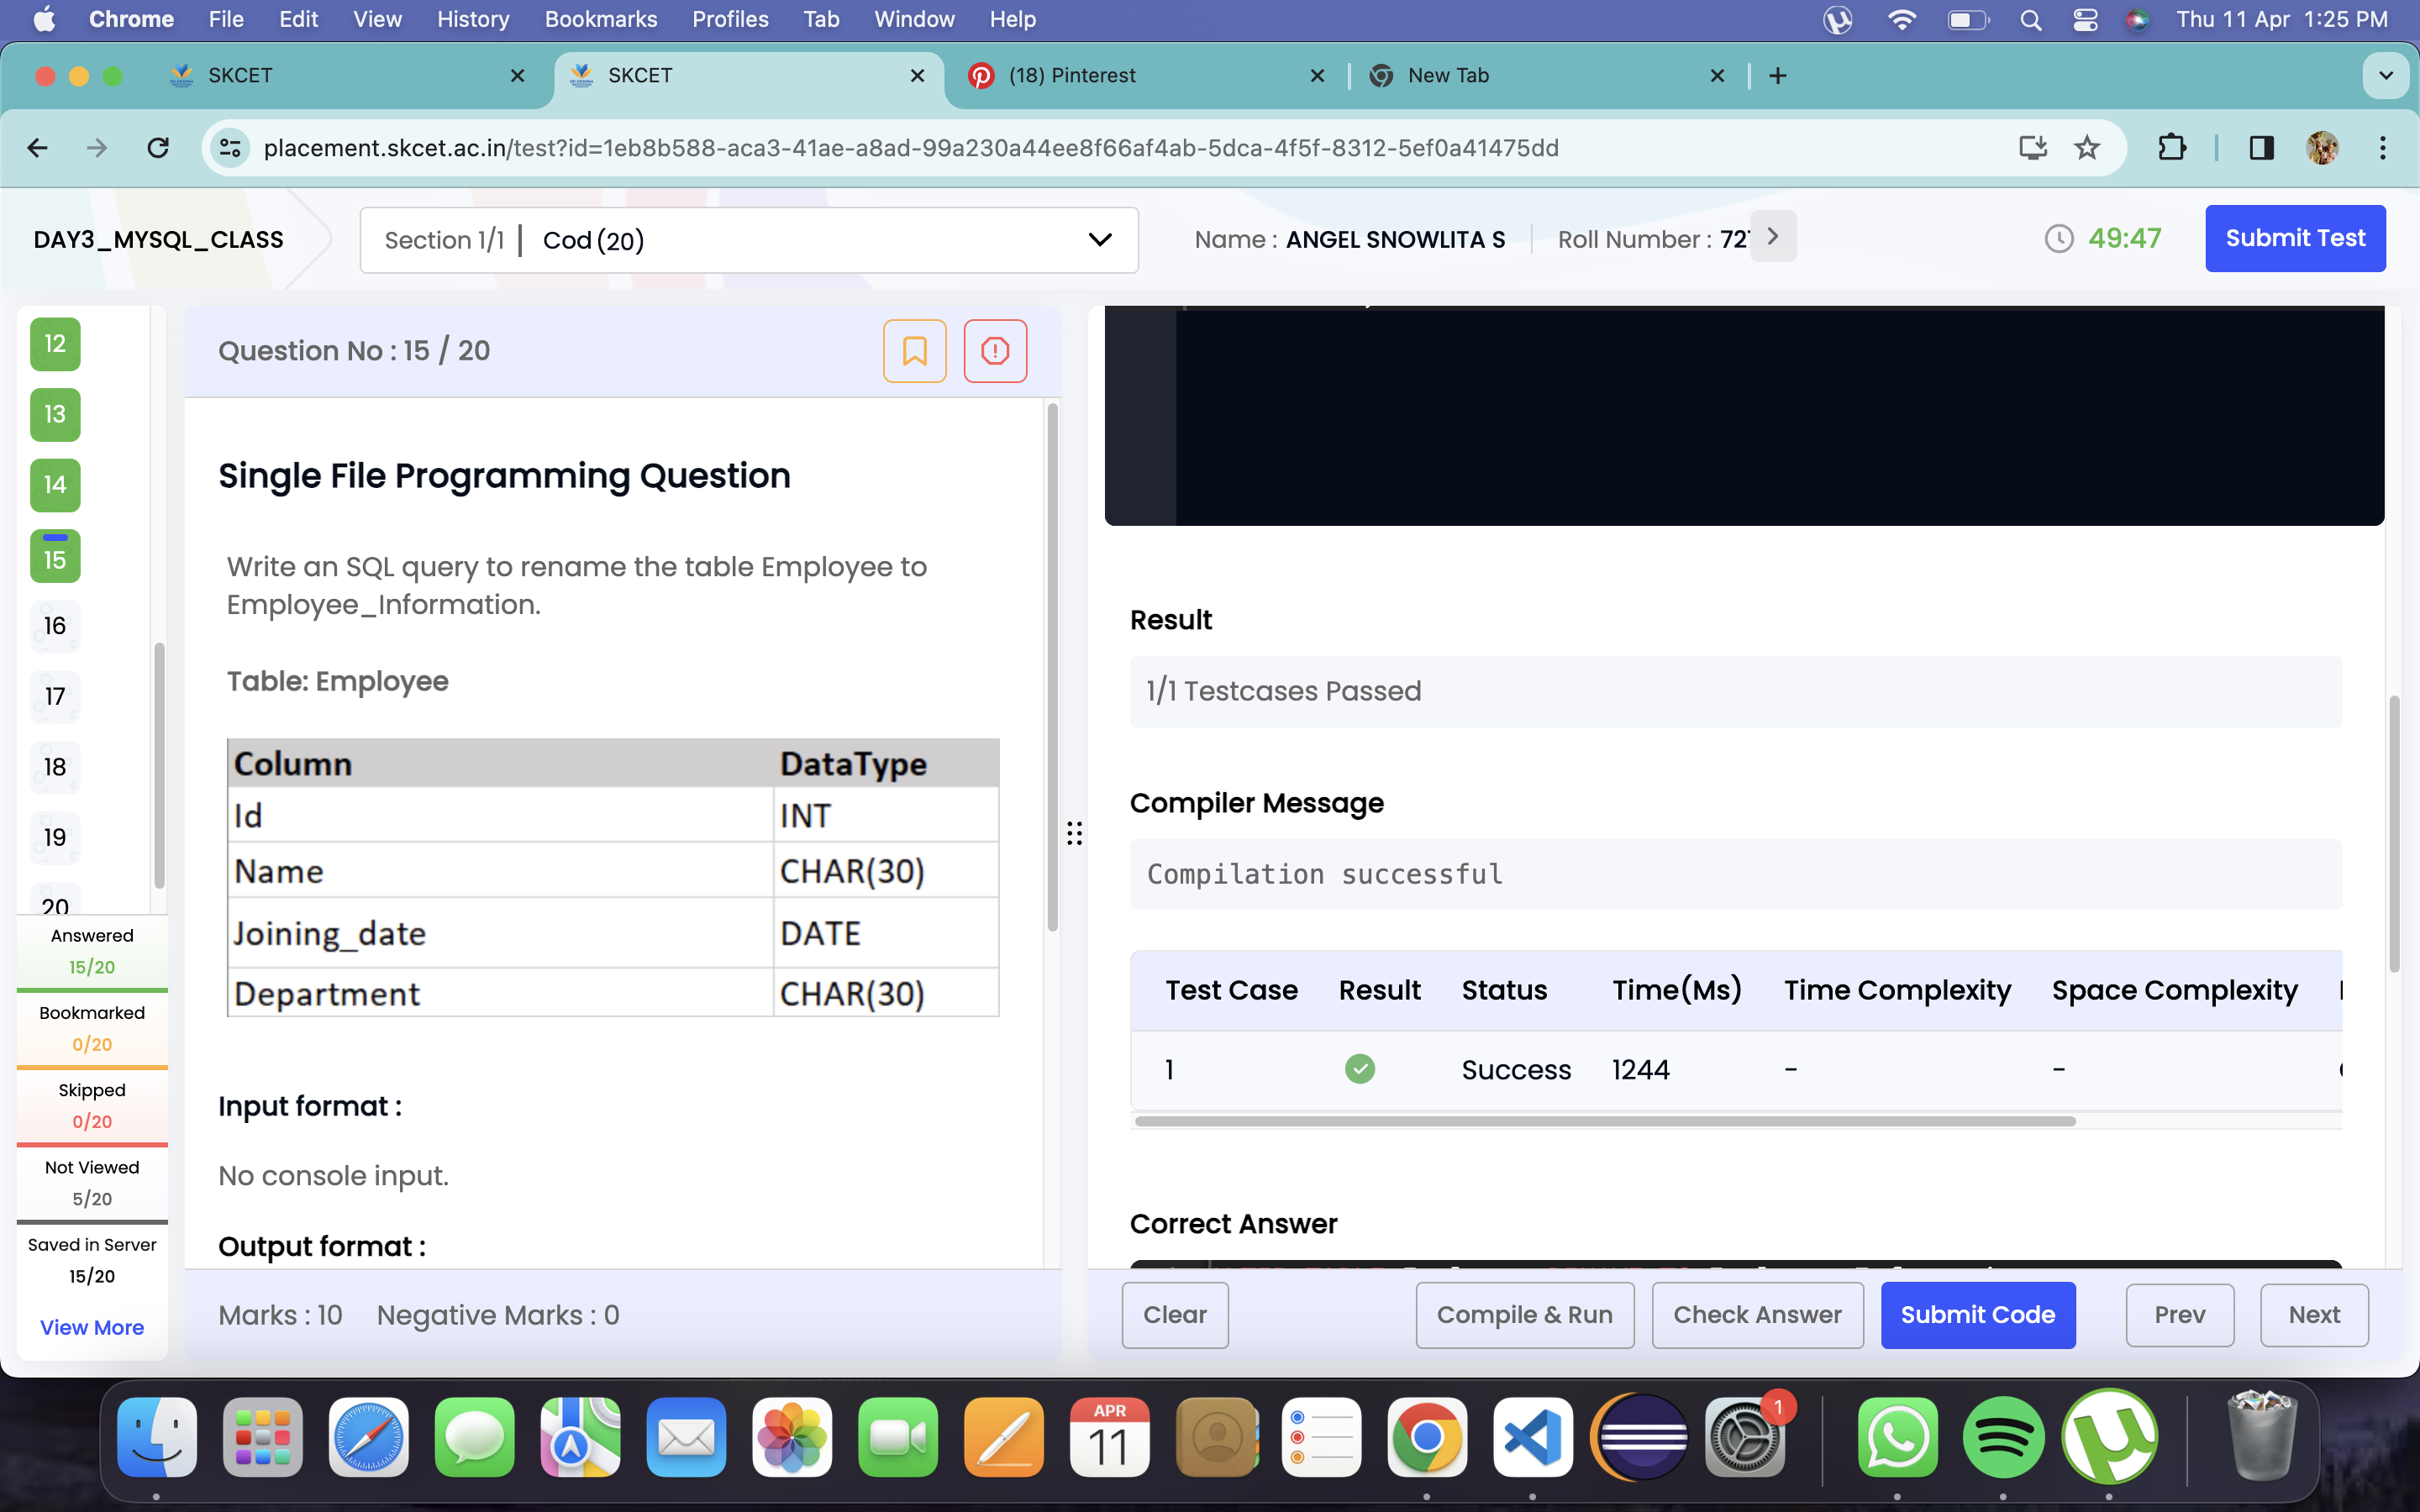 Chrome File Edit View History Bookmarks Profiles Tab Window Help Thu 11 Apr 1:25 PM
SKCET SKCET (18) Pinterest New Tab
placement.skcet.ac.in/test?id=1eb8b588-aca3-41ae-a8ad-99a230a44ee8f66af4ab-5dca-4f5f-8312-5ef0a41475dd
DAY3_MYSQL_CLASS Section 1/1 | Cod (20) Name : ANGEL SNOWLITA S Roll Number : 49:47 Submit Test
12
13
14
15
16
17
18
19
20
Answered
15/20
Bookmarked
0/20
Skipped
0/20
Not Viewed
5/20
Saved in Server
15/20
View More
Question No : 15 / 20
Single File Programming Question
Write an SQL query to rename the table Employee to
Employee_Information.
Table: Employee
Column DataType
Id INT
Name CHAR(30)
Joining_date DATE
Department CHAR(30)
Input format :
No console input.
Output format :
Marks : 10 Negative Marks : 0
Result
1/1 Testcases Passed
Compiler Message
Compilation successful
Test Case Result Status Time(Ms) Time Complexity Space Complexity
1 Success 1244 - -
Correct Answer
Clear Compile & Run Check Answer Submit Code Prev Next
APR
11
1